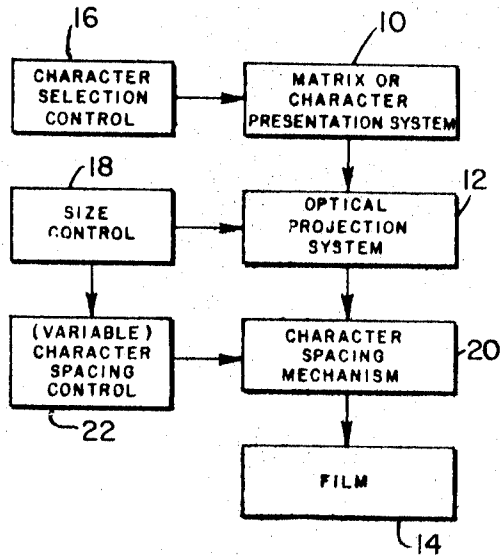 16
10
CHARACTER
SELECTION
CONTROL
MATRIX OR
CHARACTER
PRESENTATION SYSTEM
18
12
SIZE
CONTROL
OPTICAL
PROJECTION
SYSTEM
(VARIABLE)
CHARACTER
SPACING
CONTROL
CHARACTER
SPACING
MECHANISM
20
22
FILM
14